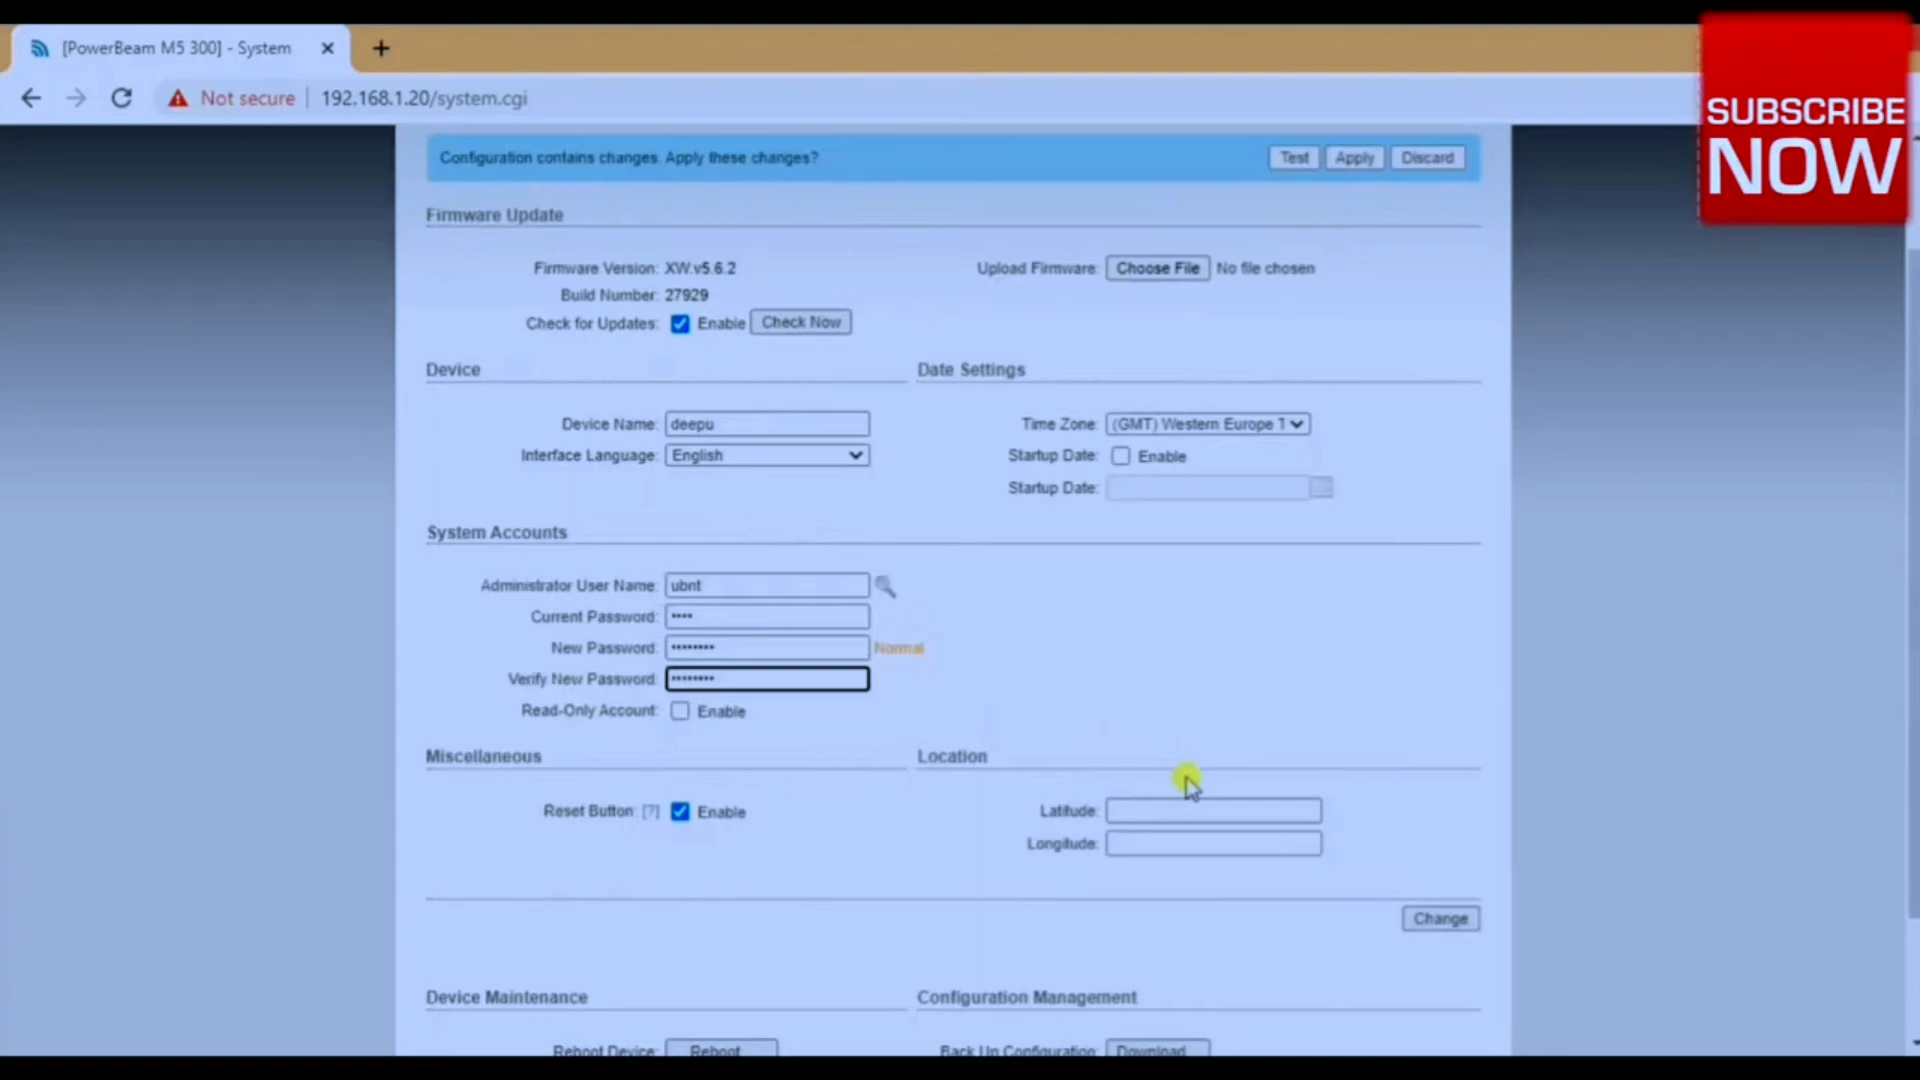 [PowerBeam M5 300] - System
Not secure 192.168.1.20/system.cgi
SUBSCRIBE
NOW
Configuration contains changes. Apply these changes? Test Apply Discard
Firmware Update
Firmware Version: XW.v5.6.2 Upload Firmware: Choose File No file chosen
Build Number: 27929
Check for Updates: Enable Check Now
Device Date Settings
Device Name: deepu Time Zone: (GMT) Western Europe T
Interface Language: English Startup Date: Enable
Startup Date:
System Accounts
Administrator User Name: ubnt
Current Password: ••••
New Password: •••••••• Normal
Verify New Password: ••••••••
Read-Only Account: Enable
Miscellaneous Location
Reset Button: [?] Enable Latitude:
Longitude:
Change
Device Maintenance Configuration Management
Reboot Device: Reboot... Back Up Configuration: Download...